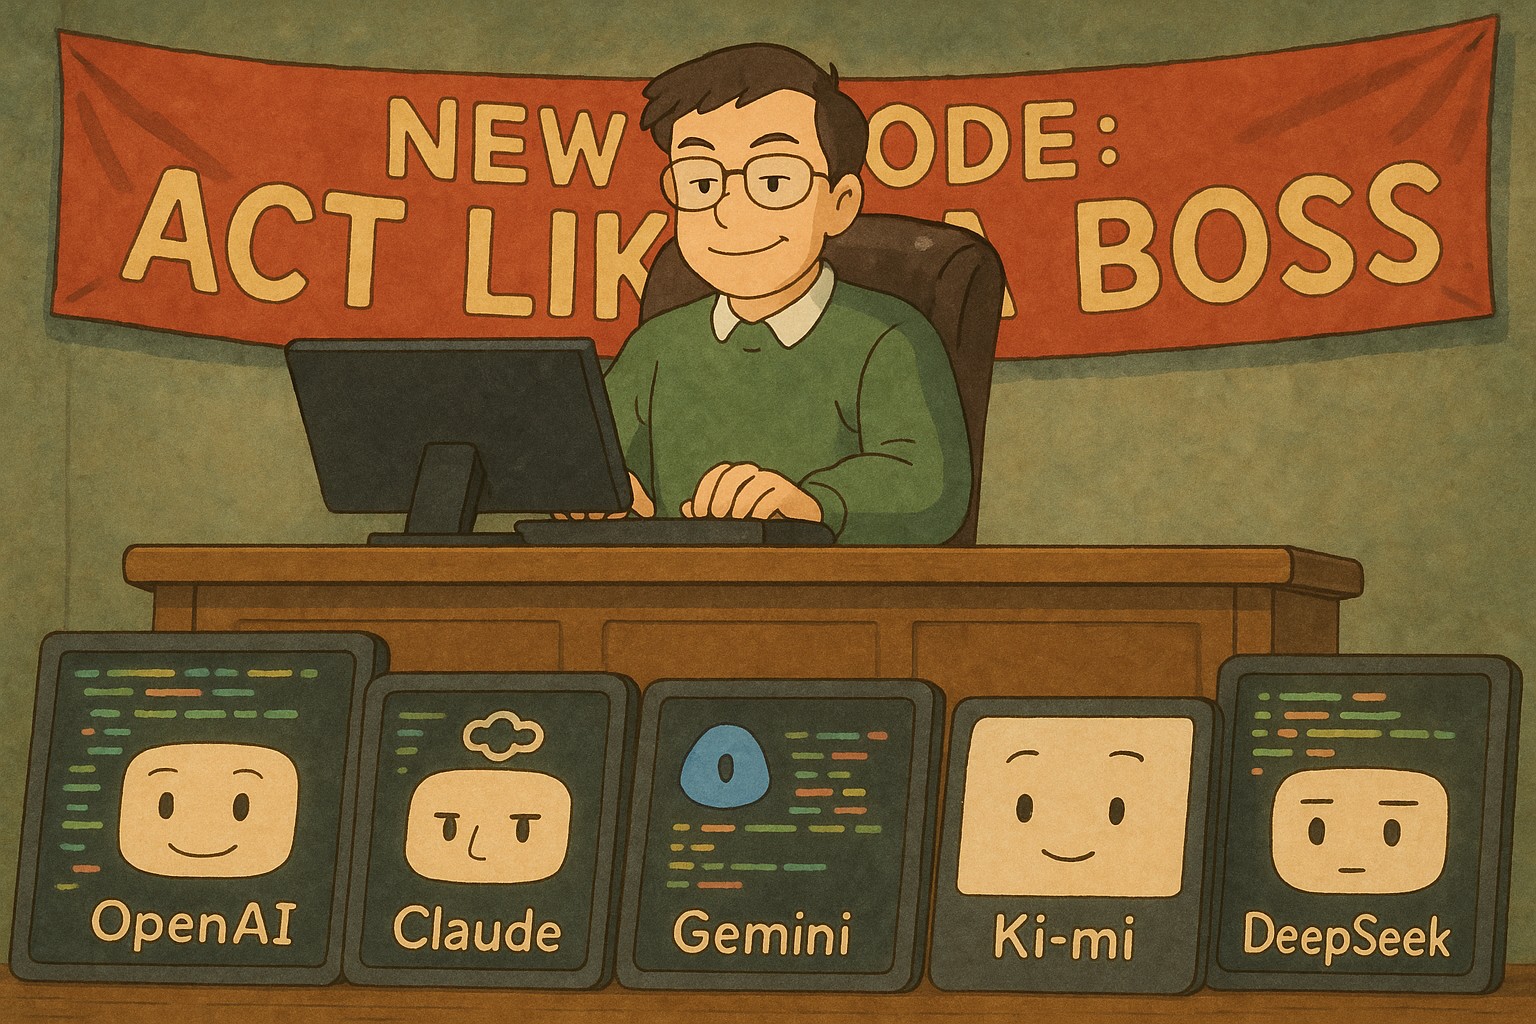 NEW ODE:
ACT LIK A BOSS
OpenAI
Claude
Gemini
Ki-mi
DeepSeek